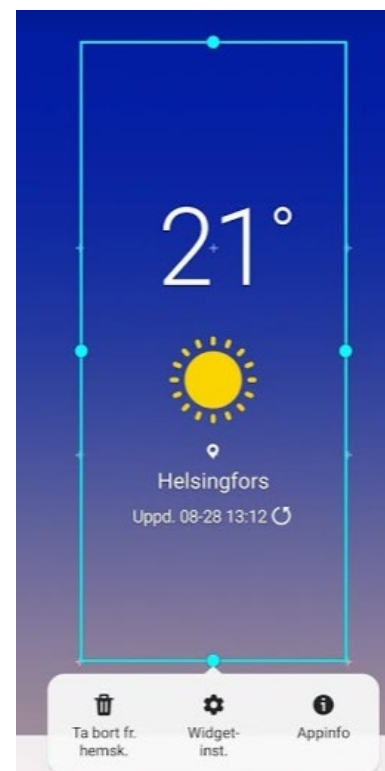 21°
Helsingfors
Uppd. 08-28 13:12
Ta bort fr.
hemsk.
Widget-
inst.
Appinfo